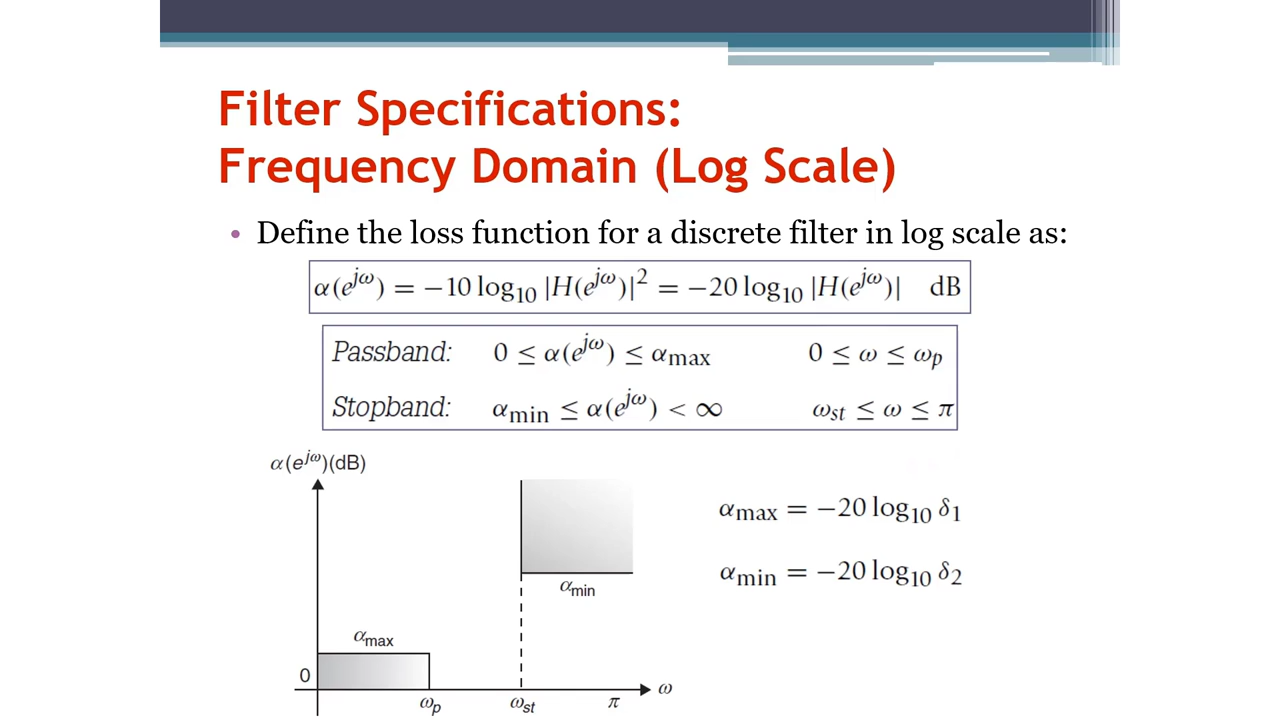 Filter Specifications:
Frequency Domain (Log Scale)
• Define the loss function for a discrete filter in log scale as:
α(e^{jω}) = −10 log₁₀ |H(e^{jω})|² = −20 log₁₀ |H(e^{jω})| dB
Passband: 0 ≤ α(e^{jω}) ≤ α_max 0 ≤ ω ≤ ω_p
Stopband: α_min ≤ α(e^{jω}) < ∞ ω_st ≤ ω ≤ π
α(e^{jω})(dB)
α_max = −20 log₁₀ δ₁
α_min = −20 log₁₀ δ₂
α_min
α_max
0
ω
ω_p ω_st π